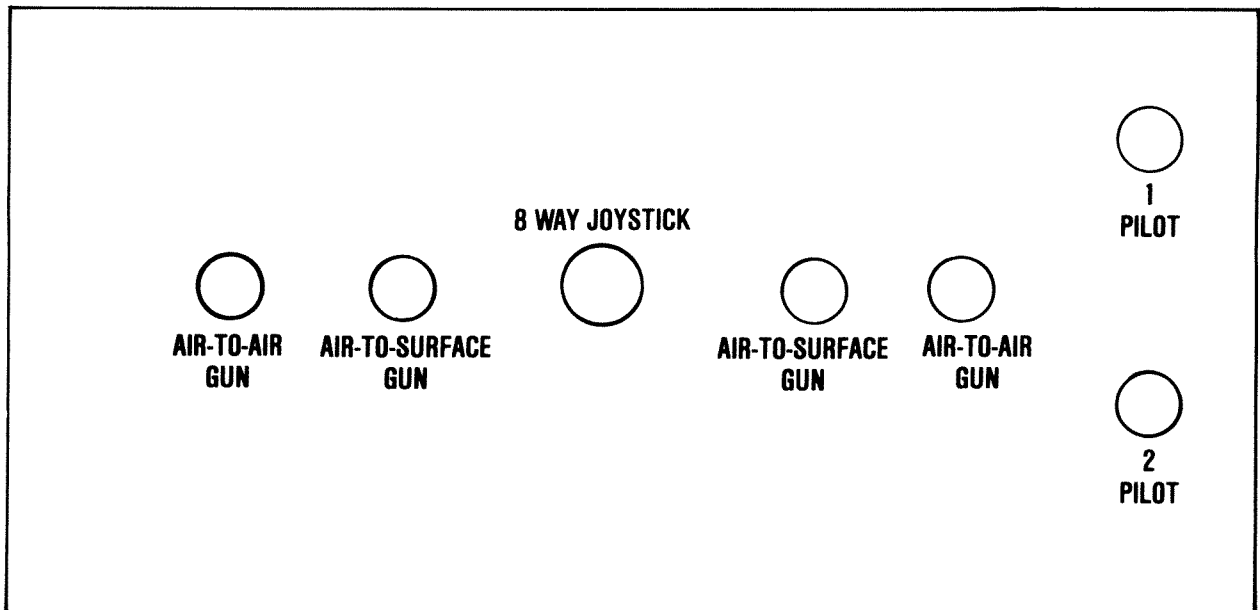 1
PILOT
8 WAY JOYSTICK
AIR-TO-AIR
GUN
AIR-TO-SURFACE
GUN
AIR-TO-SURFACE
GUN
AIR-TO-AIR
GUN
2
PILOT